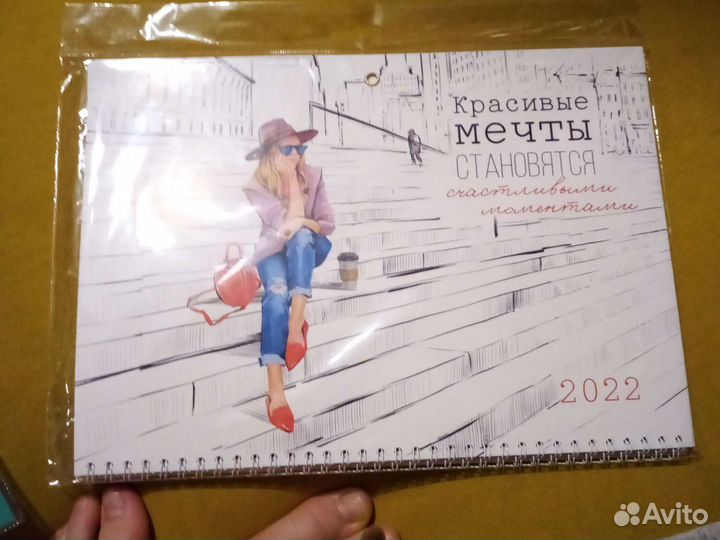 Красивые
мечты
СТАНОВЯТСЯ
счастливыми
моментами
2022
Avito